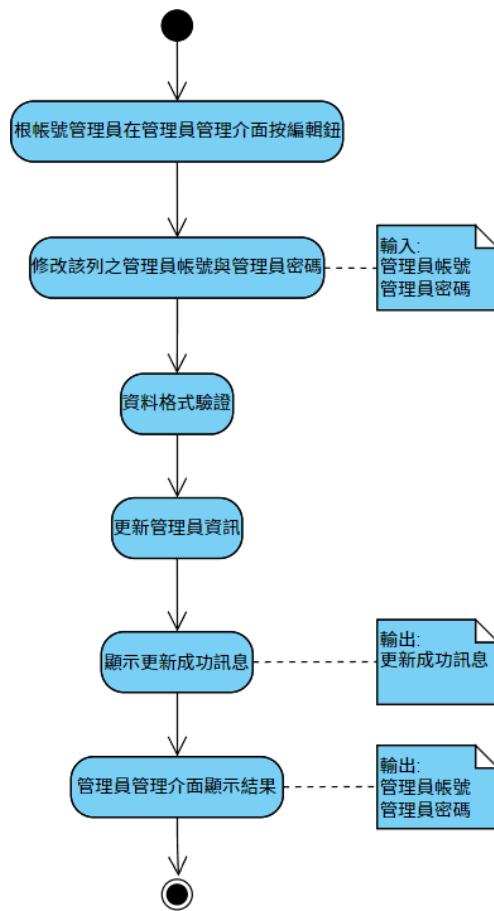 根帳號管理員在管理員管理介面按編輯鈕
修改該列之管理員帳號與管理員密碼
輸入:
管理員帳號
管理員密碼
資料格式驗證
更新管理員資訊
顯示更新成功訊息
輸出:
更新成功訊息
管理員管理介面顯示結果
輸出:
管理員帳號
管理員密碼